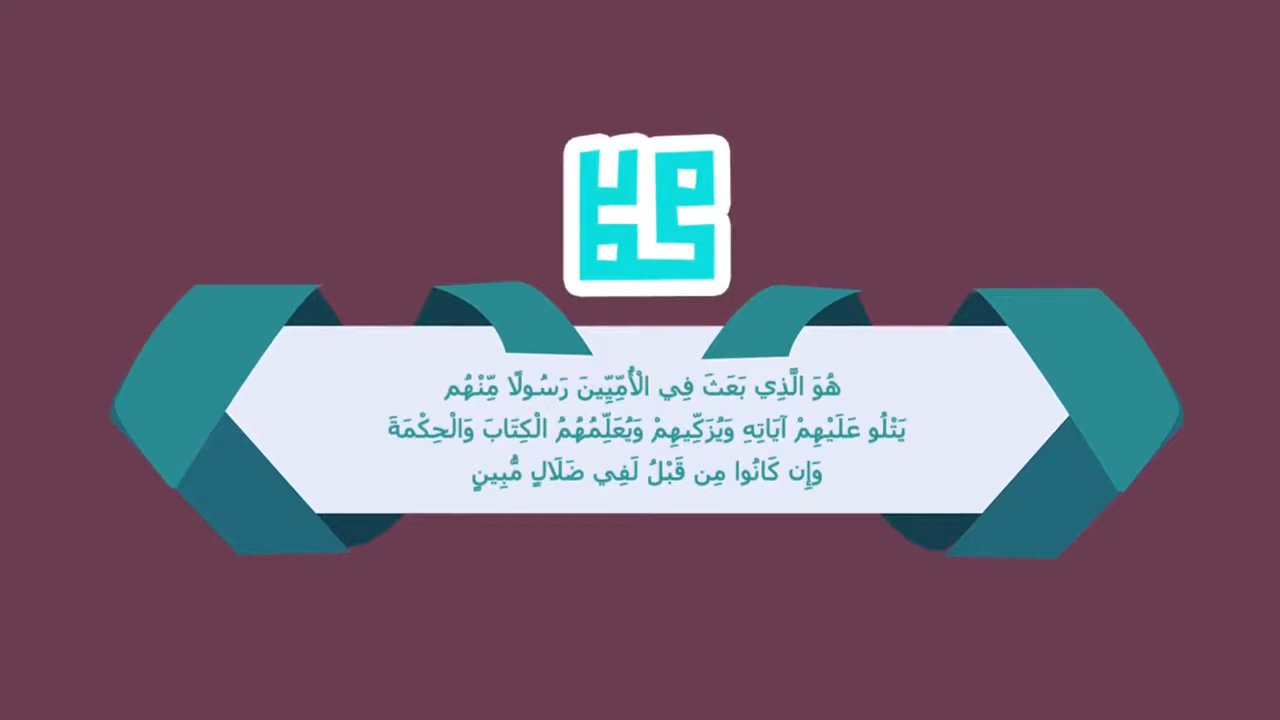 هُوَ الَّذِي بَعَثَ فِي الْأُمِّيِّينَ رَسُولًا مِّنْهُم
يَتْلُو عَلَيْهِمْ آيَاتِهِ وَيُزَكِّيهِمْ وَيُعَلِّمُهُمُ الْكِتَابَ وَالْحِكْمَةَ
وَإِن كَانُوا مِن قَبْلُ لَفِي ضَلَالٍ مُّبِينٍ